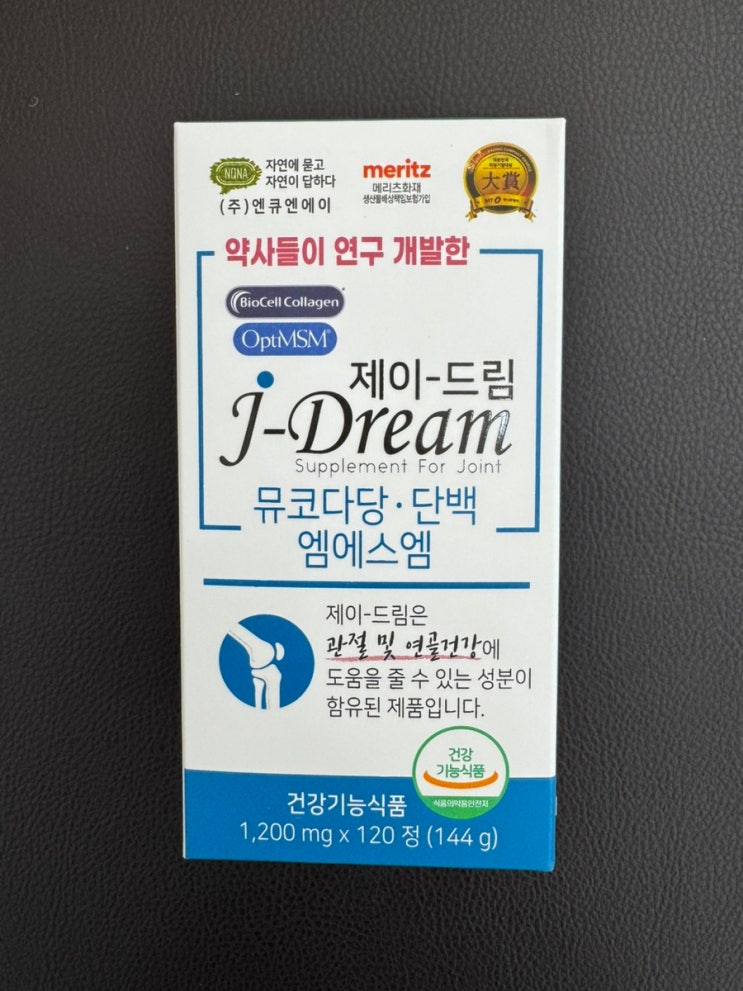 NQNA
자연에 묻고
자연이 답하다
(주)엔큐엔에이
meritz
메리츠화재
생산물배상책임보험가입
大賞
약사들이 연구 개발한
BioCell Collagen
OptMSM®
제이-드림
j-Dream
Supplement For Joint
뮤코다당·단백
엠에스엠
제이-드림은
관절 및 연골건강에
도움을 줄 수 있는 성분이
함유된 제품입니다.
건강
기능식품
식품의약품안전처
건강기능식품
1,200 mg x 120 정 (144 g)